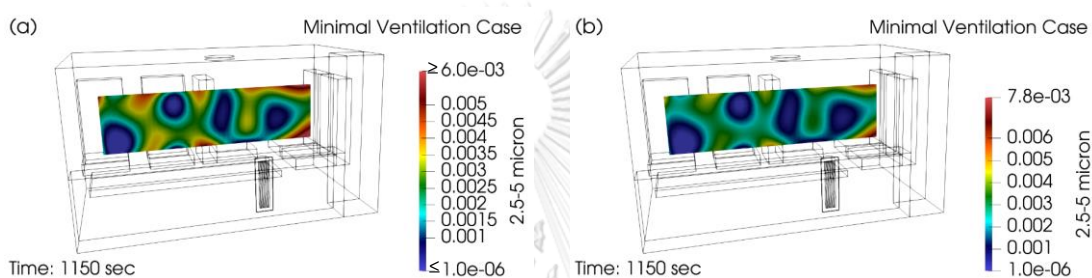 (a)
Minimal Ventilation Case
≥ 6.0e-03
0.005
0.0045
0.004
0.0035
0.003
0.0025
0.002
0.0015
0.001
≤ 1.0e-06
2.5-5 micron
Time: 1150 sec
(b)
Minimal Ventilation Case
7.8e-03
0.006
0.005
0.004
0.003
0.002
0.001
1.0e-06
2.5-5 micron
Time: 1150 sec